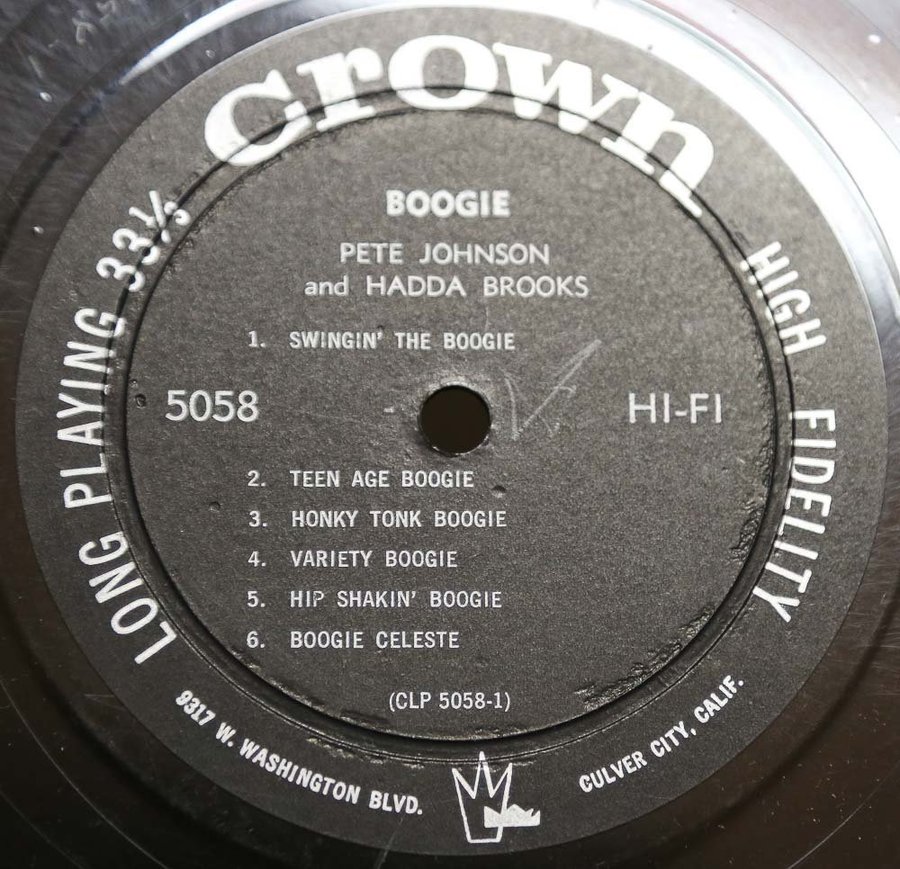 crown
LONG PLAYING 33⅓
HIGH FIDELITY
BOOGIE
PETE JOHNSON
and HADDA BROOKS
1. SWINGIN' THE BOOGIE
5058
HI-FI
2. TEEN AGE BOOGIE
3. HONKY TONK BOOGIE
4. VARIETY BOOGIE
5. HIP SHAKIN' BOOGIE
6. BOOGIE CELESTE
(CLP 5058-1)
9317 W. WASHINGTON BLVD.
CULVER CITY, CALIF.